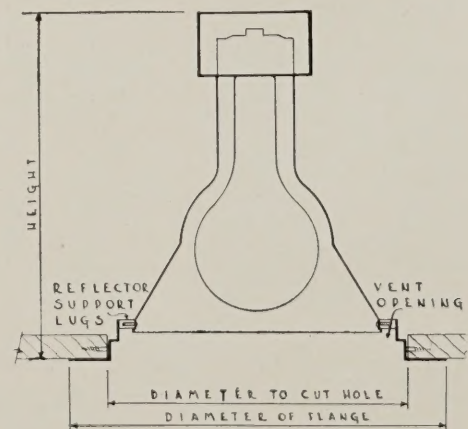 HEIGHT
REFLECTOR
SUPPORT
LUGS
VENT
OPENING
DIAMETER TO CUT HOLE
DIAMETER OF FLANGE